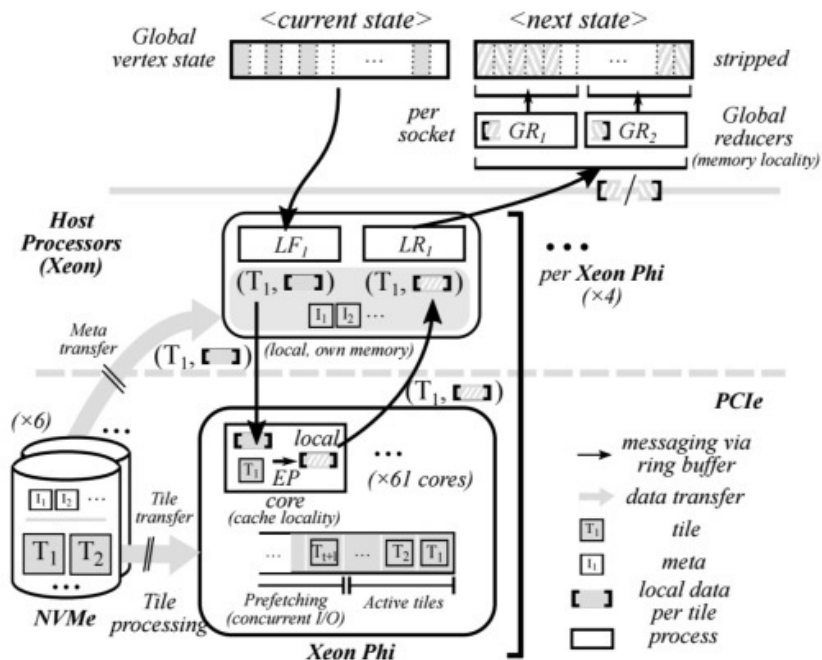 <current state>
<next state>
Global
vertex state
...
...
stripped
per
socket
GR1
GR2
Global
reducers
(memory locality)
[ ]/[ ]
Host
Processors
(Xeon)
LF1
LR1
(T1, [ ])
(T1, [ ])
I1 I2 ...
(local, own memory)
...
per Xeon Phi
(×4)
Meta
transfer
(T1, [ ])
(T1, [ ])
PCIe
(×6)
...
I1 I2 ...
T1 T2
...
NVMe
Tile
transfer
Tile
processing
local
T1
EP
core
(cache locality)
...
(×61 cores)
... Tt+1 ... T2 T1
Prefetching
(concurrent I/O)
Active tiles
Xeon Phi
messaging via
ring buffer
data transfer
T1 tile
I1 meta
[ ] local data
per tile
process